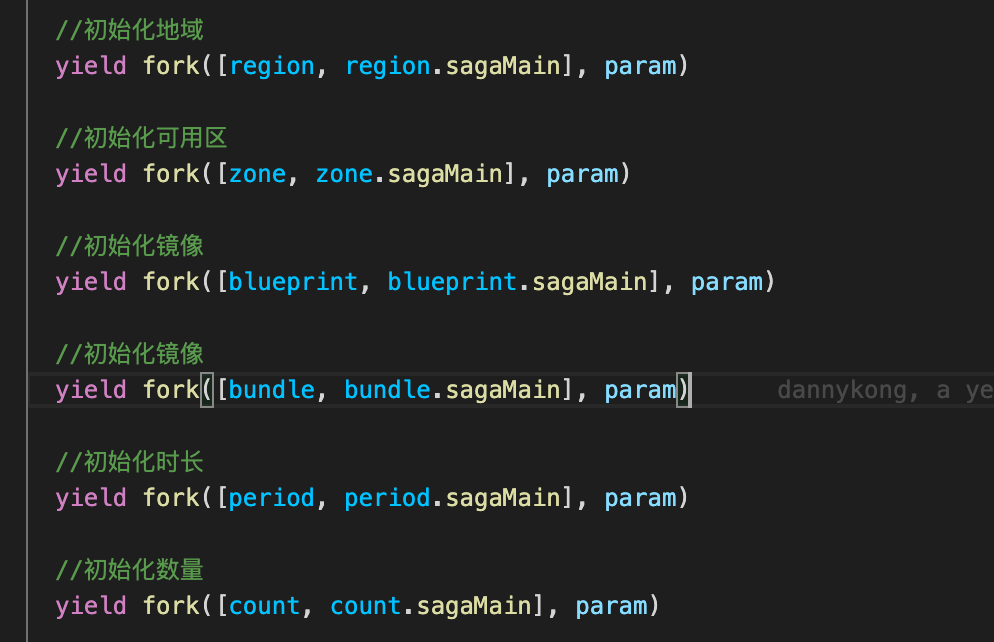 //初始化地域
yield fork([region, region.sagaMain], param)
//初始化可用区
yield fork([zone, zone.sagaMain], param)
//初始化镜像
yield fork([blueprint, blueprint.sagaMain], param)
//初始化镜像
yield fork([bundle, bundle.sagaMain], param) dannykong, a ye
//初始化时长
yield fork([period, period.sagaMain], param)
//初始化数量
yield fork([count, count.sagaMain], param)